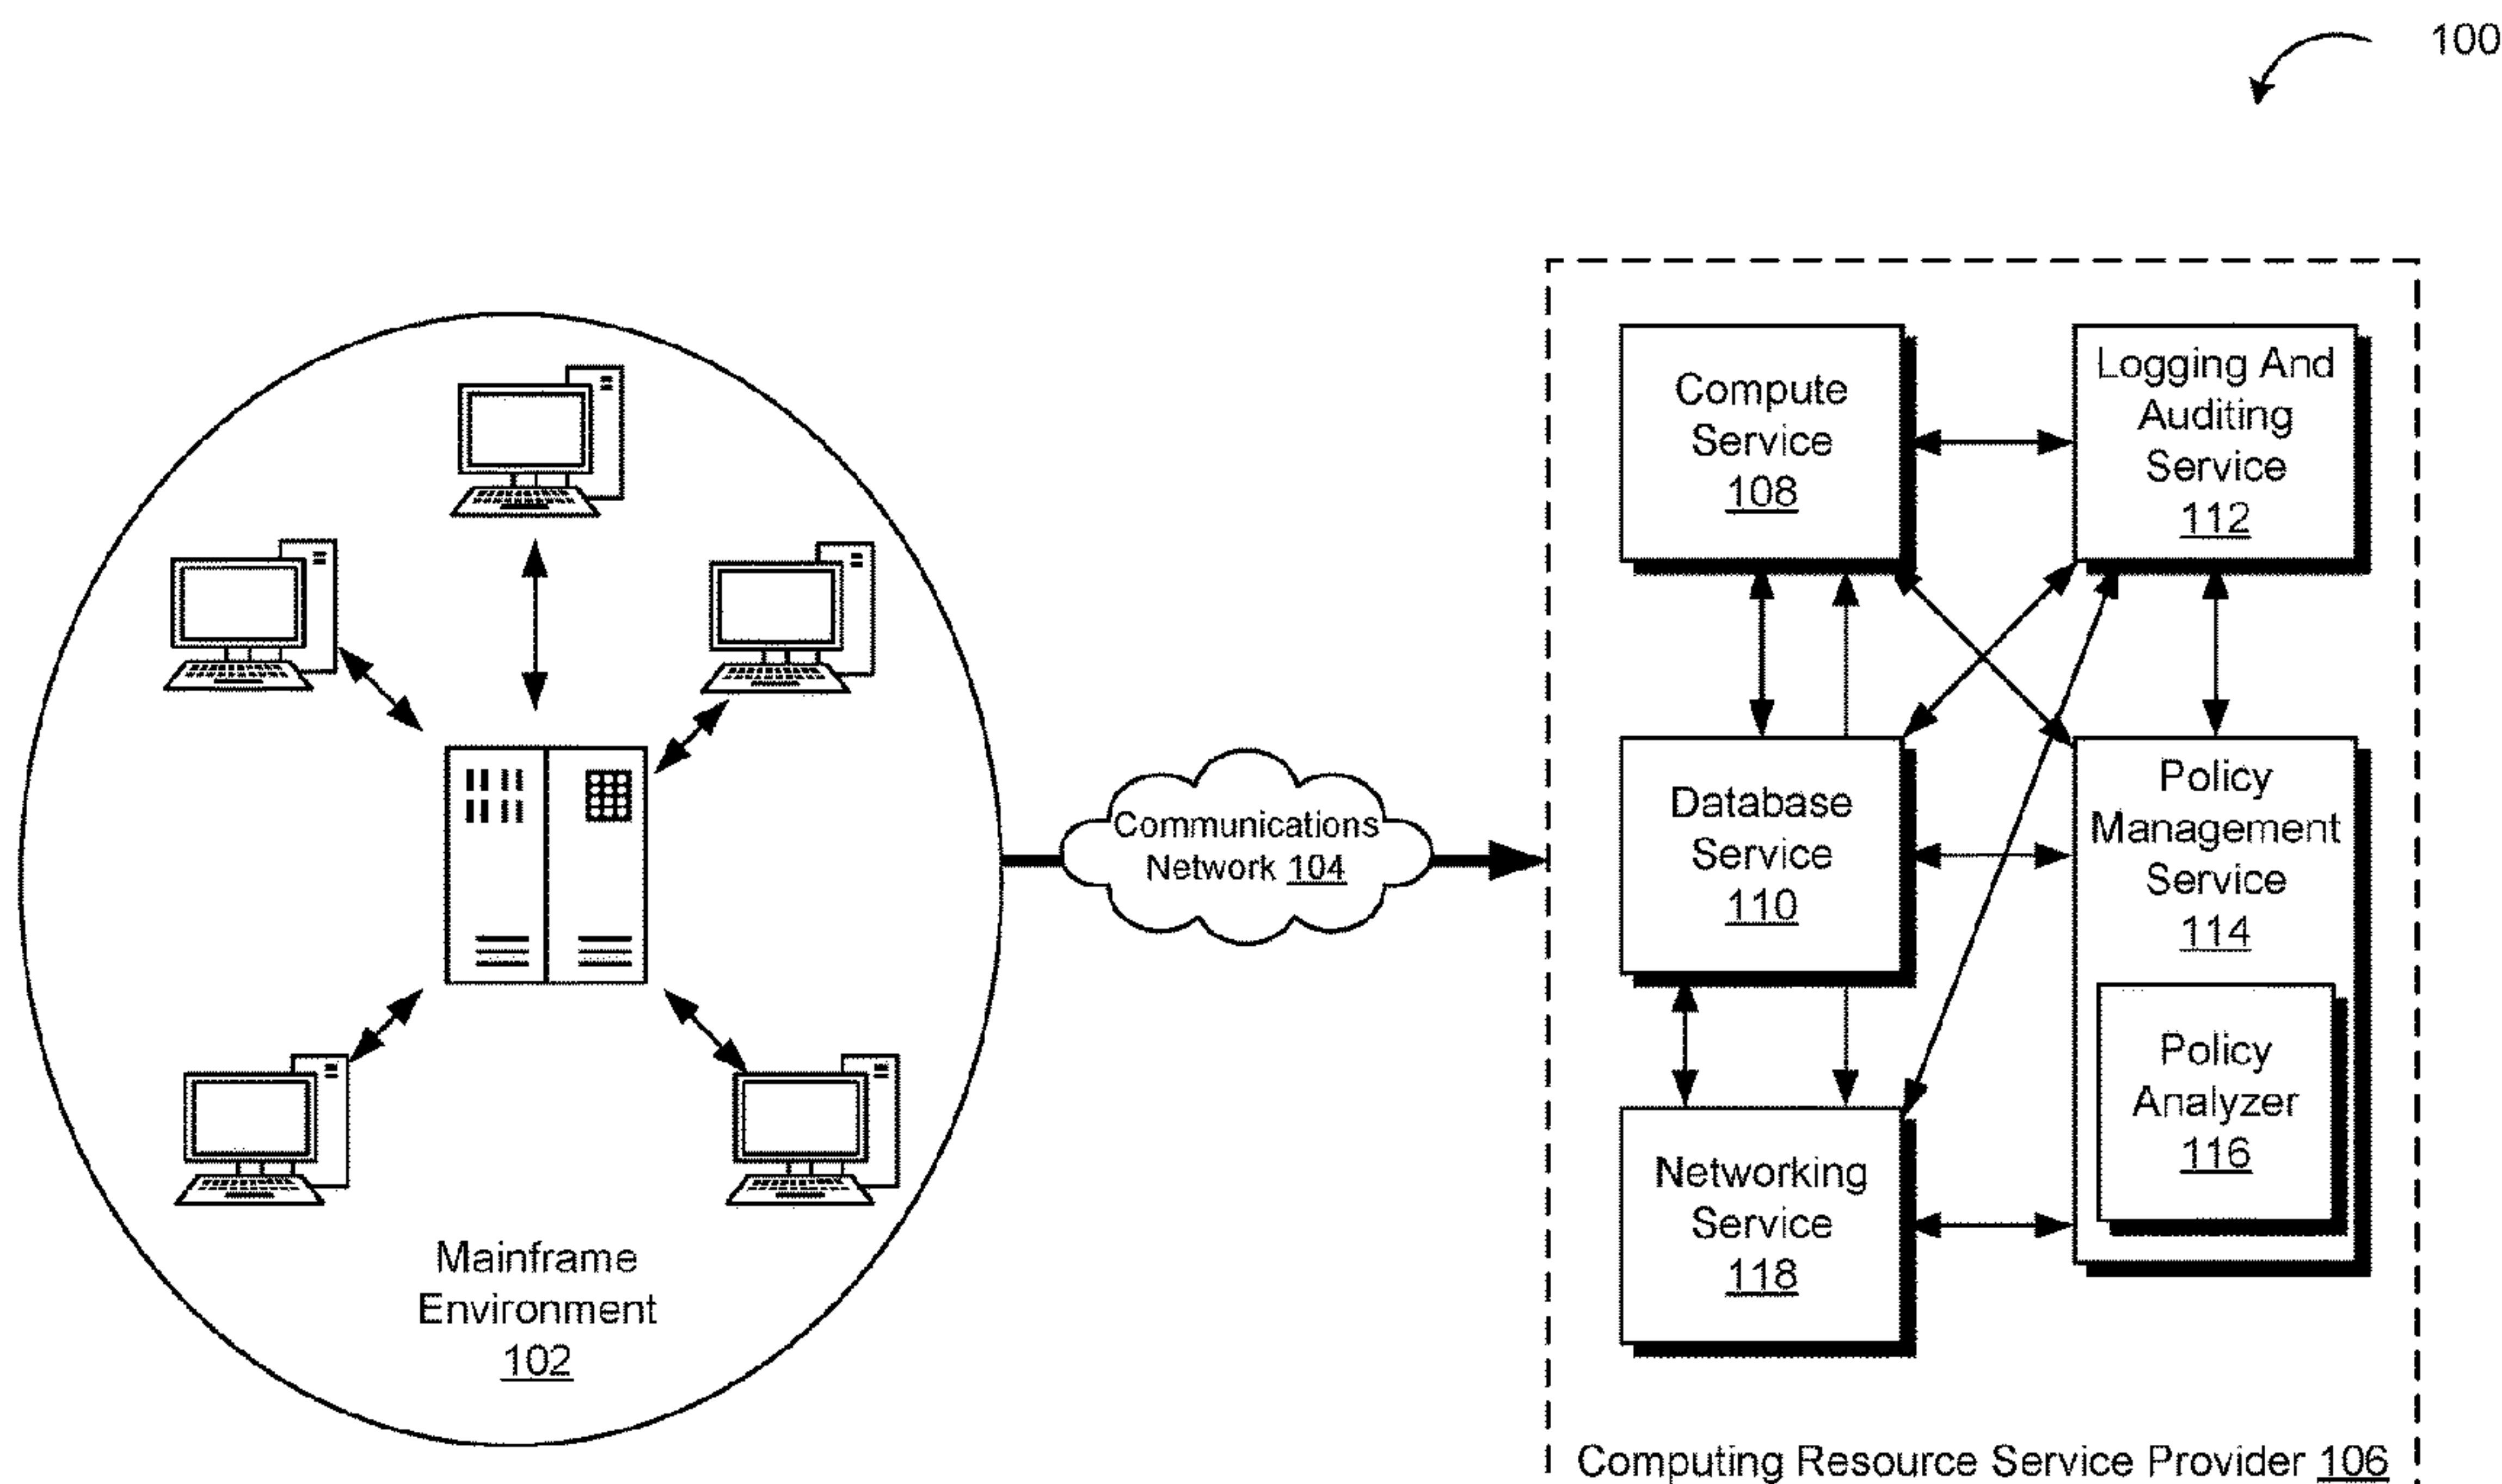 100
Compute
Service
108
Logging And
Auditing
Service
112
Communications
Network 104
Database
Service
110
Policy
Management
Service
114
Policy
Analyzer
116
Networking
Service
118
Mainframe
Environment
102
Computing Resource Service Provider 106